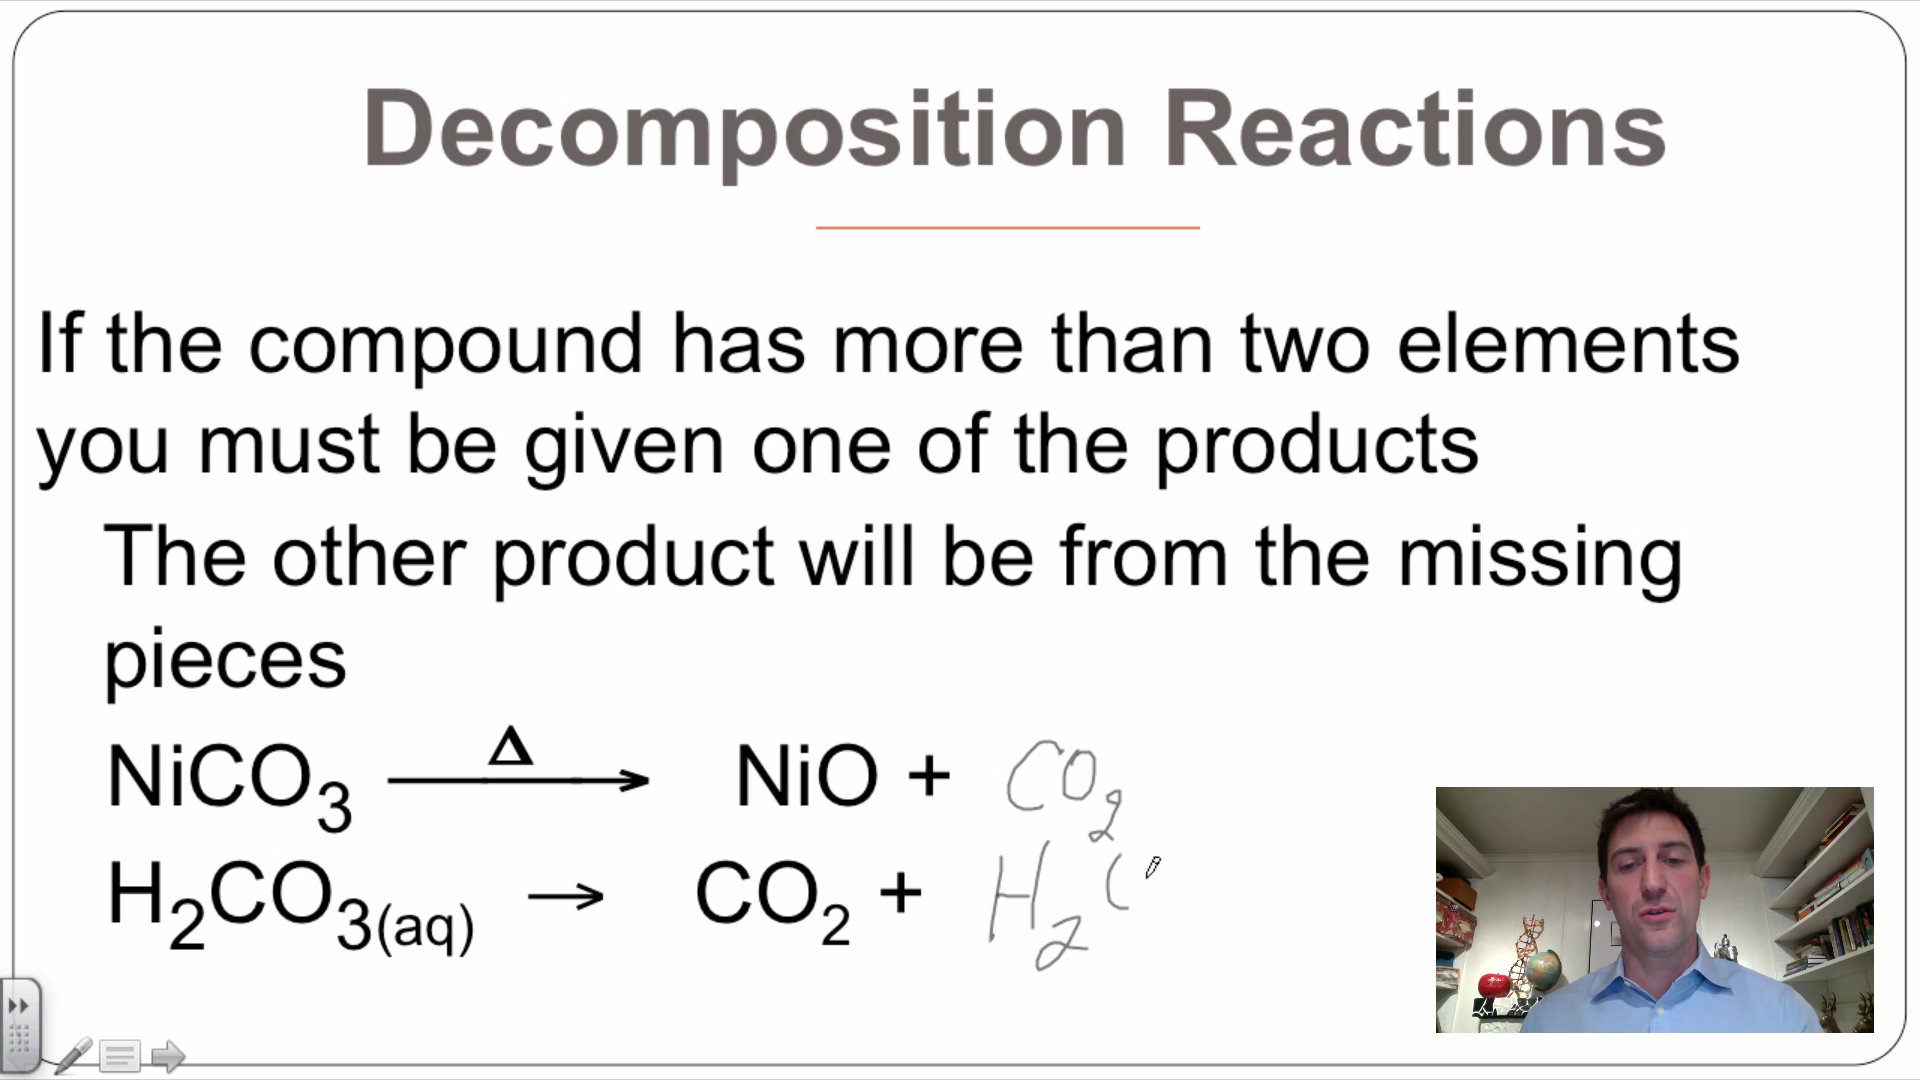 Decomposition Reactions
If the compound has more than two elements
you must be given one of the products
The other product will be from the missing
pieces
NiCO₃ —Δ→ NiO + CO₂
H₂CO₃(aq) → CO₂ + H₂ (